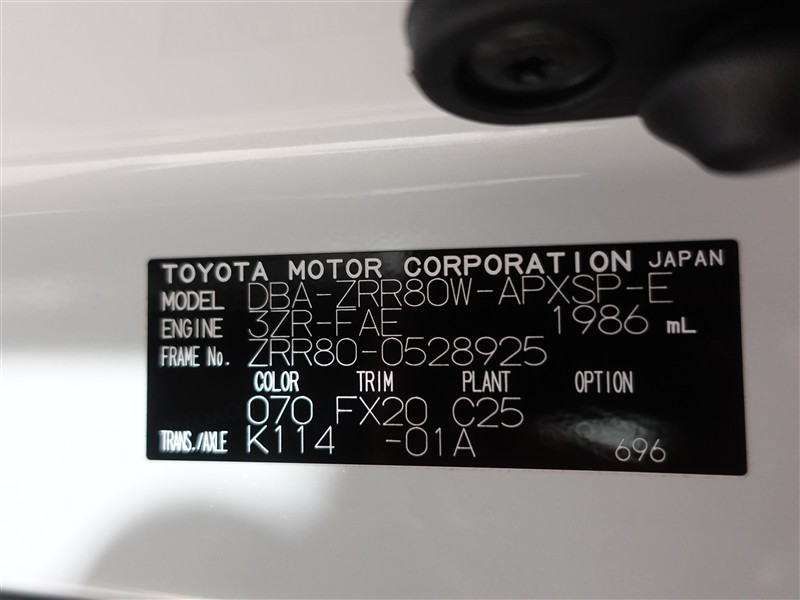 TOYOTA MOTOR CORPORATION JAPAN
MODEL DBA-ZRR80W-APXSP-E
ENGINE 3ZR-FAE 1986 mL
FRAME No. ZRR80-0528925
COLOR TRIM PLANT OPTION
070 FX20 C25
TRANS./AXLE K114 -01A 696